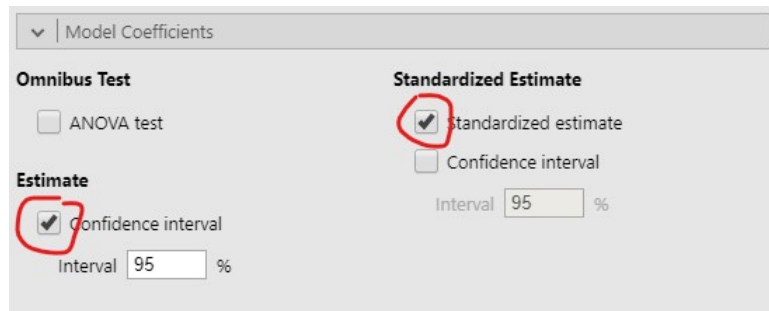 Model Coefficients
Omnibus Test
ANOVA test
Estimate
Confidence interval
Interval 95 %
Standardized Estimate
Standardized estimate
Confidence interval
Interval 95 %